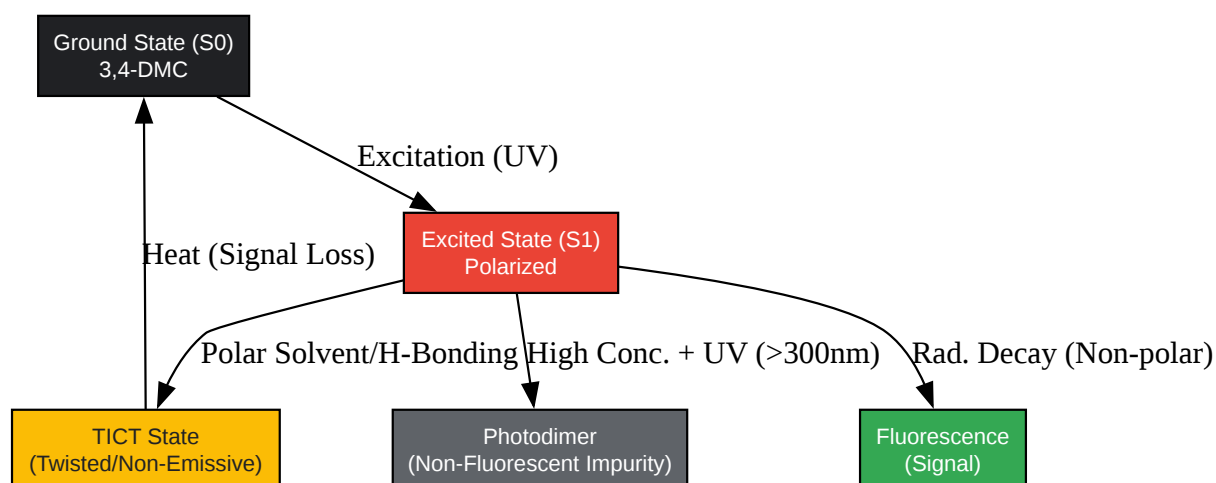 Ground State (S0)
3,4-DMC
Excitation (UV)
Excited State (S1)
Polarized
Heat (Signal Loss)
Polar Solvent/H-Bonding
High Conc. + UV (>300nm)
Rad. Decay (Non-polar)
TICT State
(Twisted/Non-Emissive)
Photodimer
(Non-Fluorescent Impurity)
Fluorescence
(Signal)